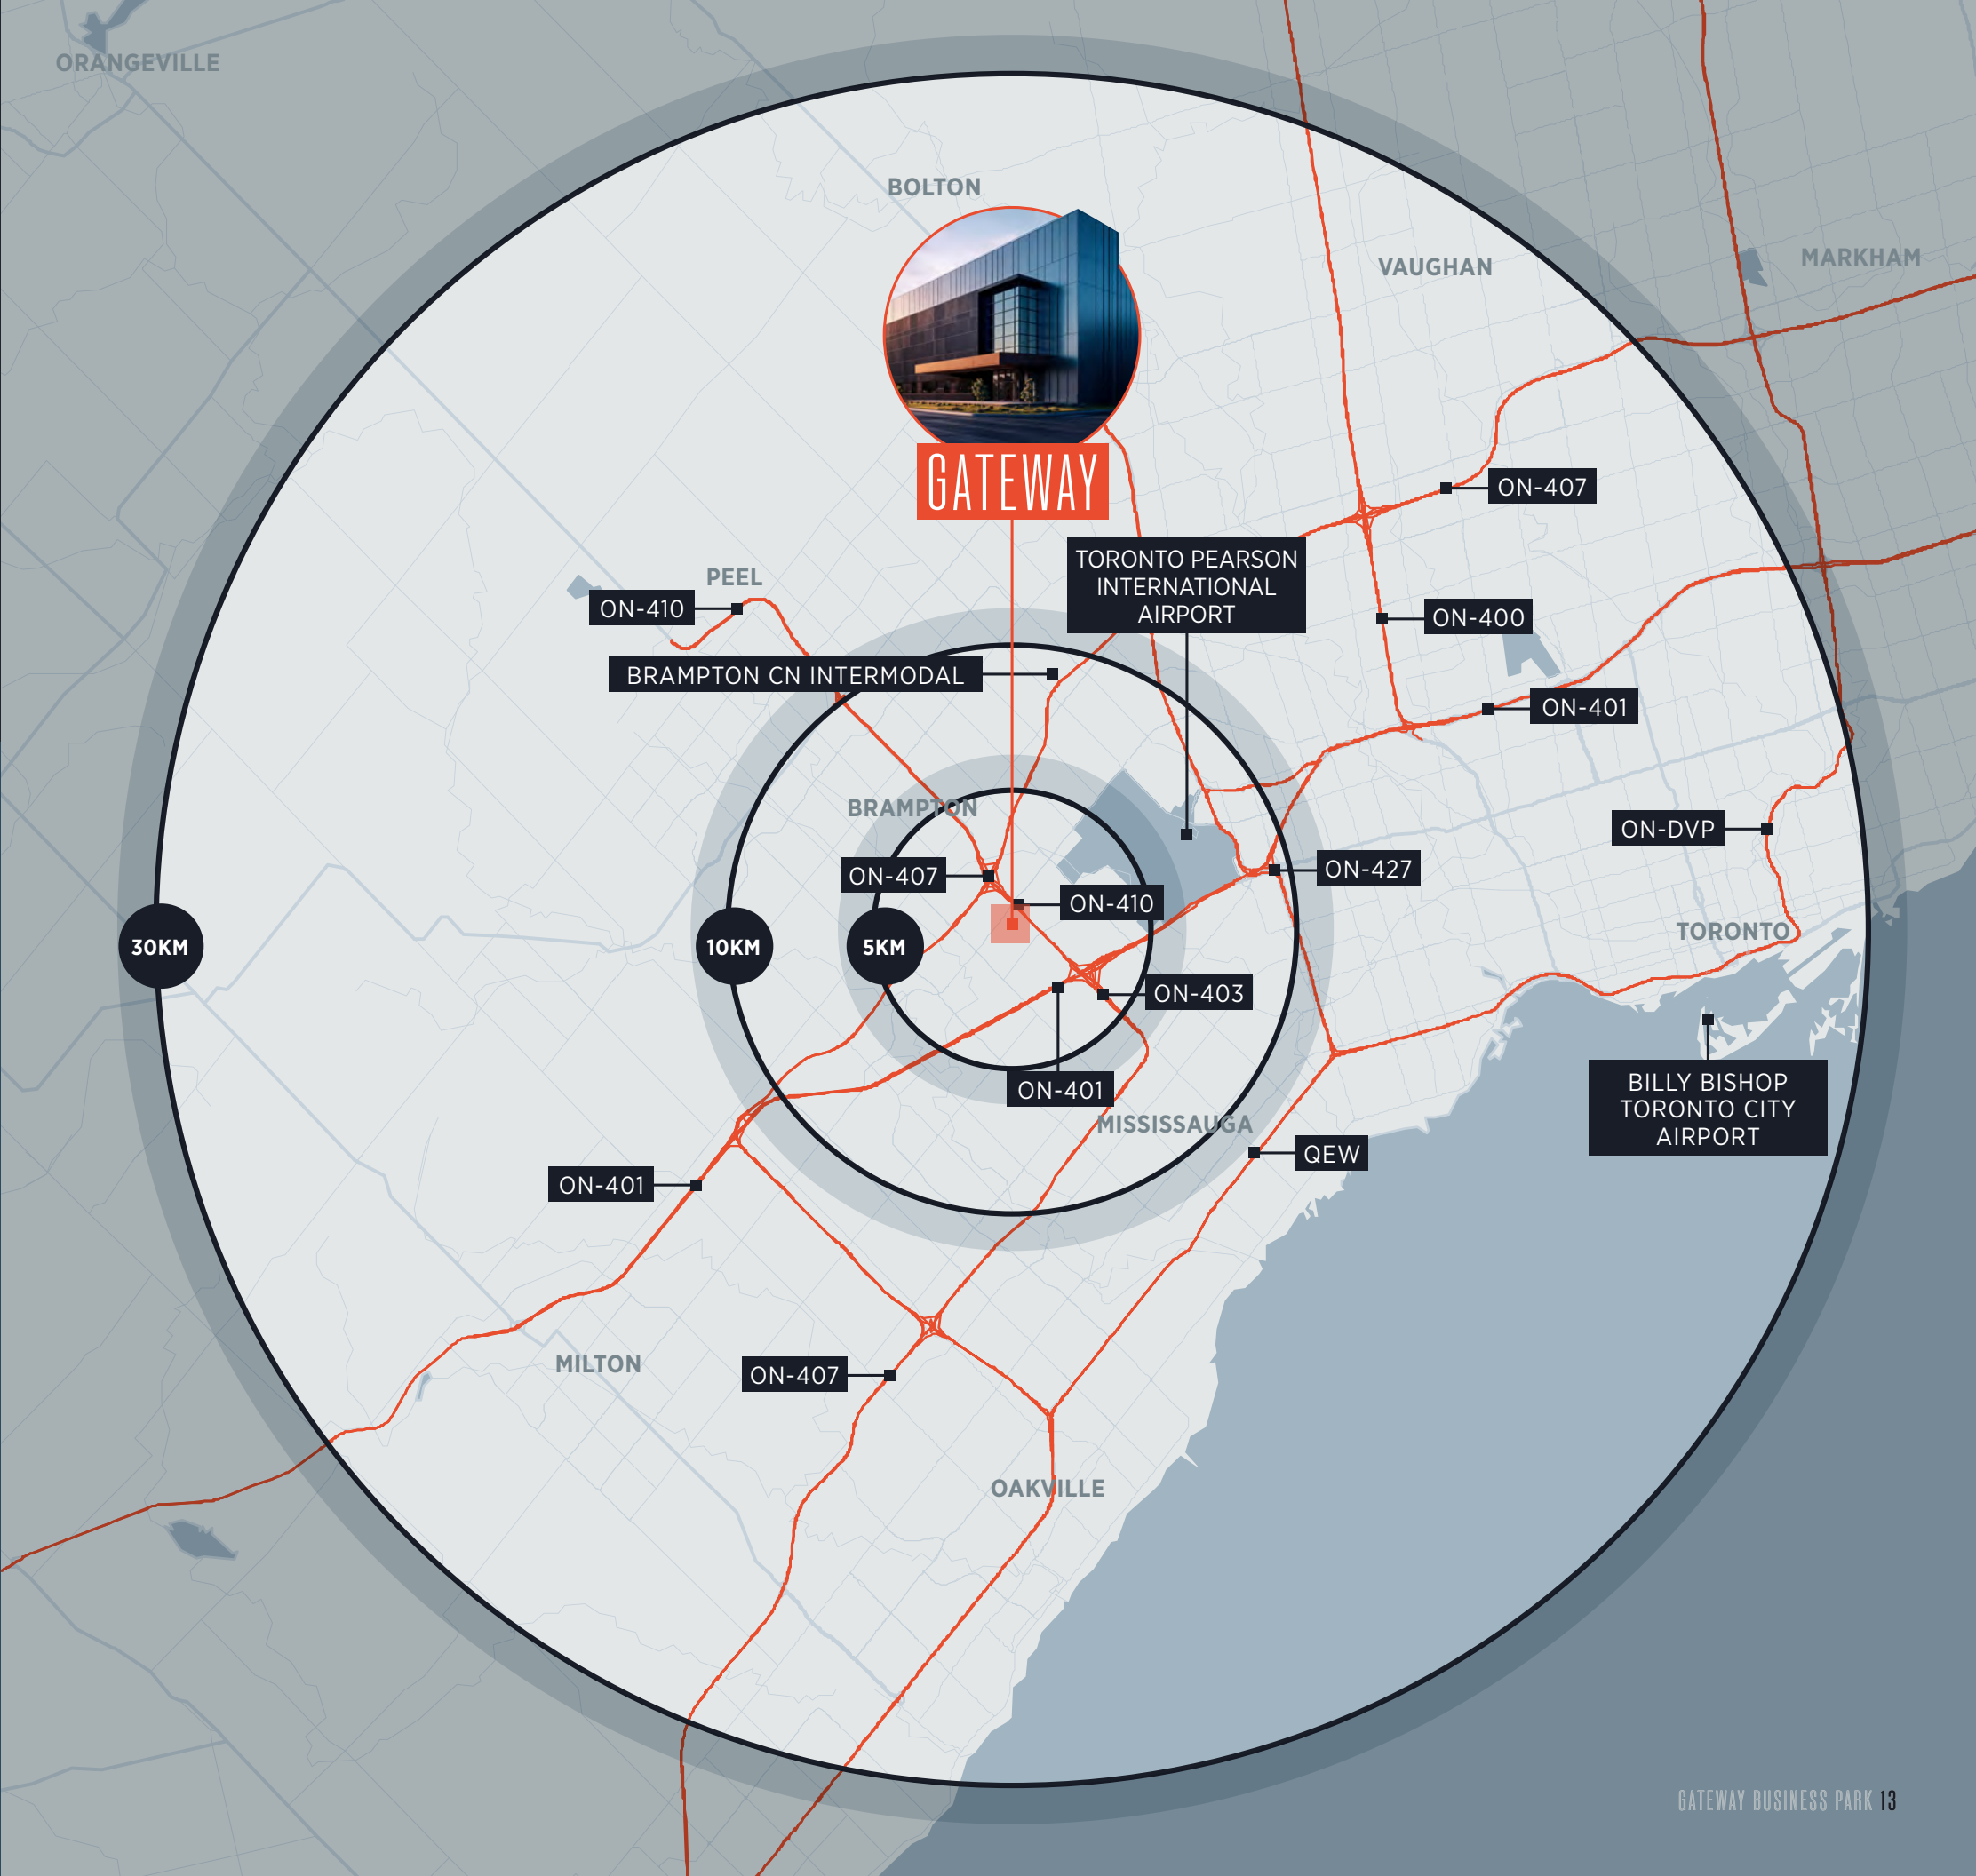 ORANGEVILLE
BOLTON
VAUGHAN
MARKHAM
GATEWAY
ON-407
TORONTO PEARSON
INTERNATIONAL
AIRPORT
PEEL
ON-410
ON-400
BRAMPTON CN INTERMODAL
ON-401
BRAMPTON
ON-DVP
ON-407
ON-427
ON-410
TORONTO
30KM
10KM
5KM
ON-403
ON-401
BILLY BISHOP
TORONTO CITY
AIRPORT
MISSISSAUGA
QEW
ON-401
MILTON
ON-407
OAKVILLE
GATEWAY BUSINESS PARK 13